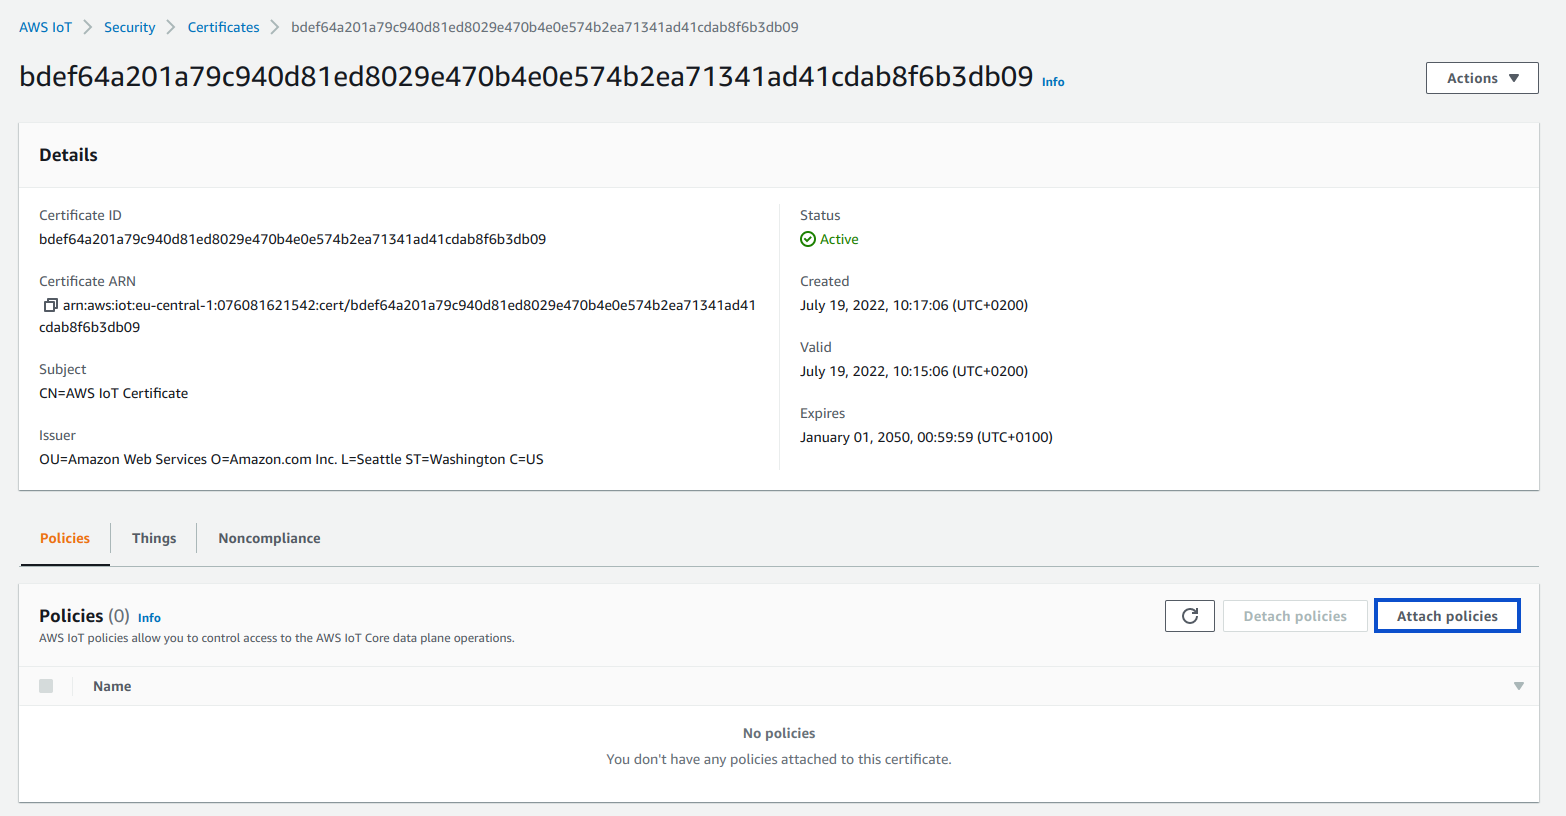 AWS IoT > Security > Certificates > bdef64a201a79c940d81ed8029e470b4e0e574b2ea71341ad41cdab8f6b3db09
bdef64a201a79c940d81ed8029e470b4e0e574b2ea71341ad41cdab8f6b3db09 Info
Actions ▼
Details
Certificate ID
bdef64a201a79c940d81ed8029e470b4e0e574b2ea71341ad41cdab8f6b3db09
Certificate ARN
arn:aws:iot:eu-central-1:076081621542:cert/bdef64a201a79c940d81ed8029e470b4e0e574b2ea71341ad41
cdab8f6b3db09
Subject
CN=AWS IoT Certificate
Issuer
OU=Amazon Web Services O=Amazon.com Inc. L=Seattle ST=Washington C=US
Status
Active
Created
July 19, 2022, 10:17:06 (UTC+0200)
Valid
July 19, 2022, 10:15:06 (UTC+0200)
Expires
January 01, 2050, 00:59:59 (UTC+0100)
Policies Things Noncompliance
Policies (0) Info
AWS IoT policies allow you to control access to the AWS IoT Core data plane operations.
Detach policies Attach policies
Name
No policies
You don't have any policies attached to this certificate.